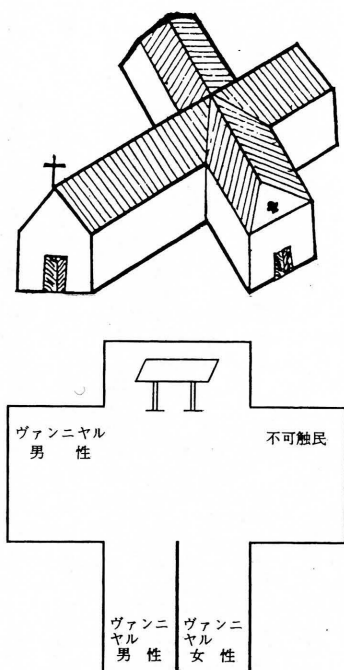 ヴァンニヤル
男性
不可触民
ヴァンニ
ヤル
男性
ヴァンニ
ヤル
女性